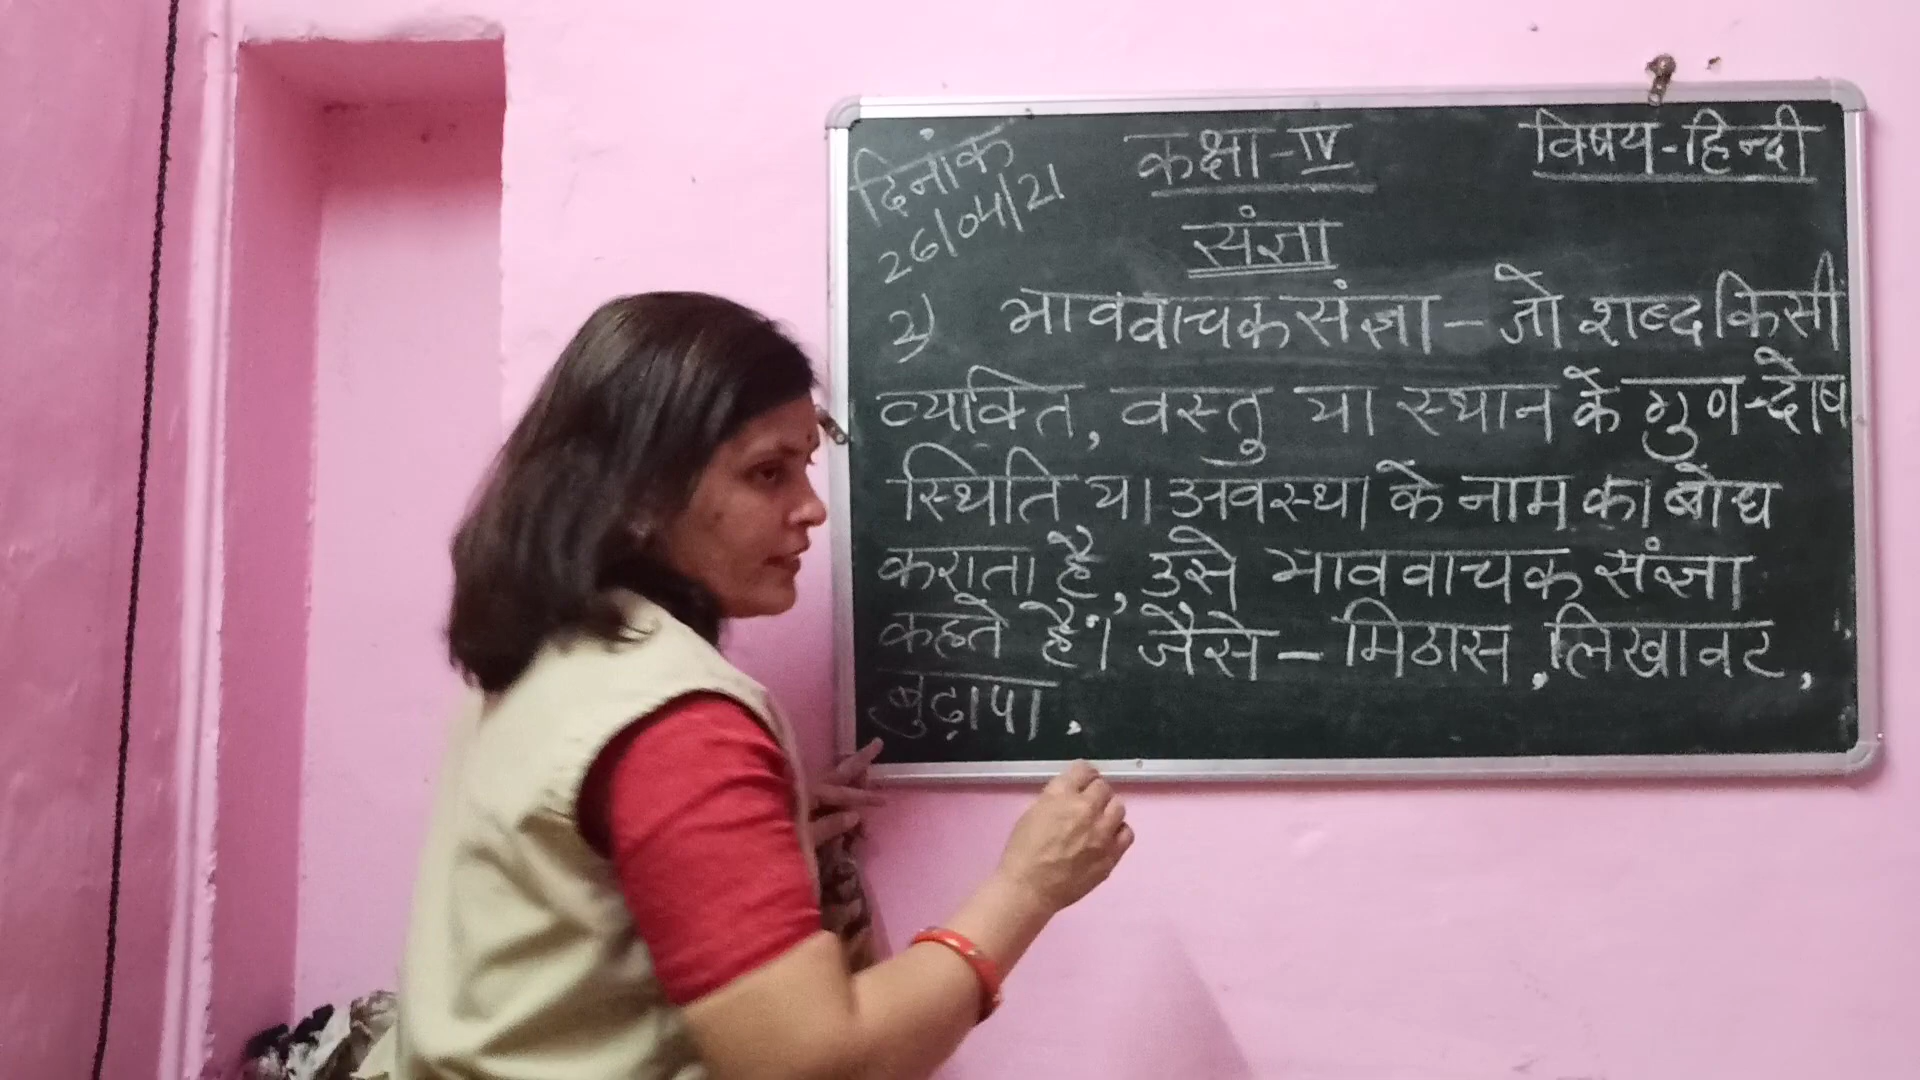 दिनांक कक्षा-IV विषय-हिन्दी
26/04/21
संज्ञा
3) भाववाचक संज्ञा - जो शब्द किसी
व्यक्ति, वस्तु या स्थान के गुण-दोष
स्थिति या अवस्था के नाम का बोध
कराता है, उसे भाववाचक संज्ञा
कहते हैं। जैसे - मिठास, लिखावट,
बुढ़ापा .